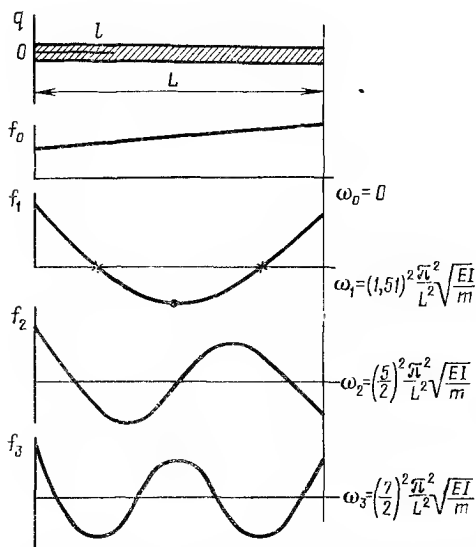 q
0
l
L
f₀
ω₀=0
f₁
ω₁=(1,51)² π²/L² √(EI/m)
f₂
ω₂=(5/2)² π²/L² √(EI/m)
f₃
ω₃=(7/2)² π²/L² √(EI/m)